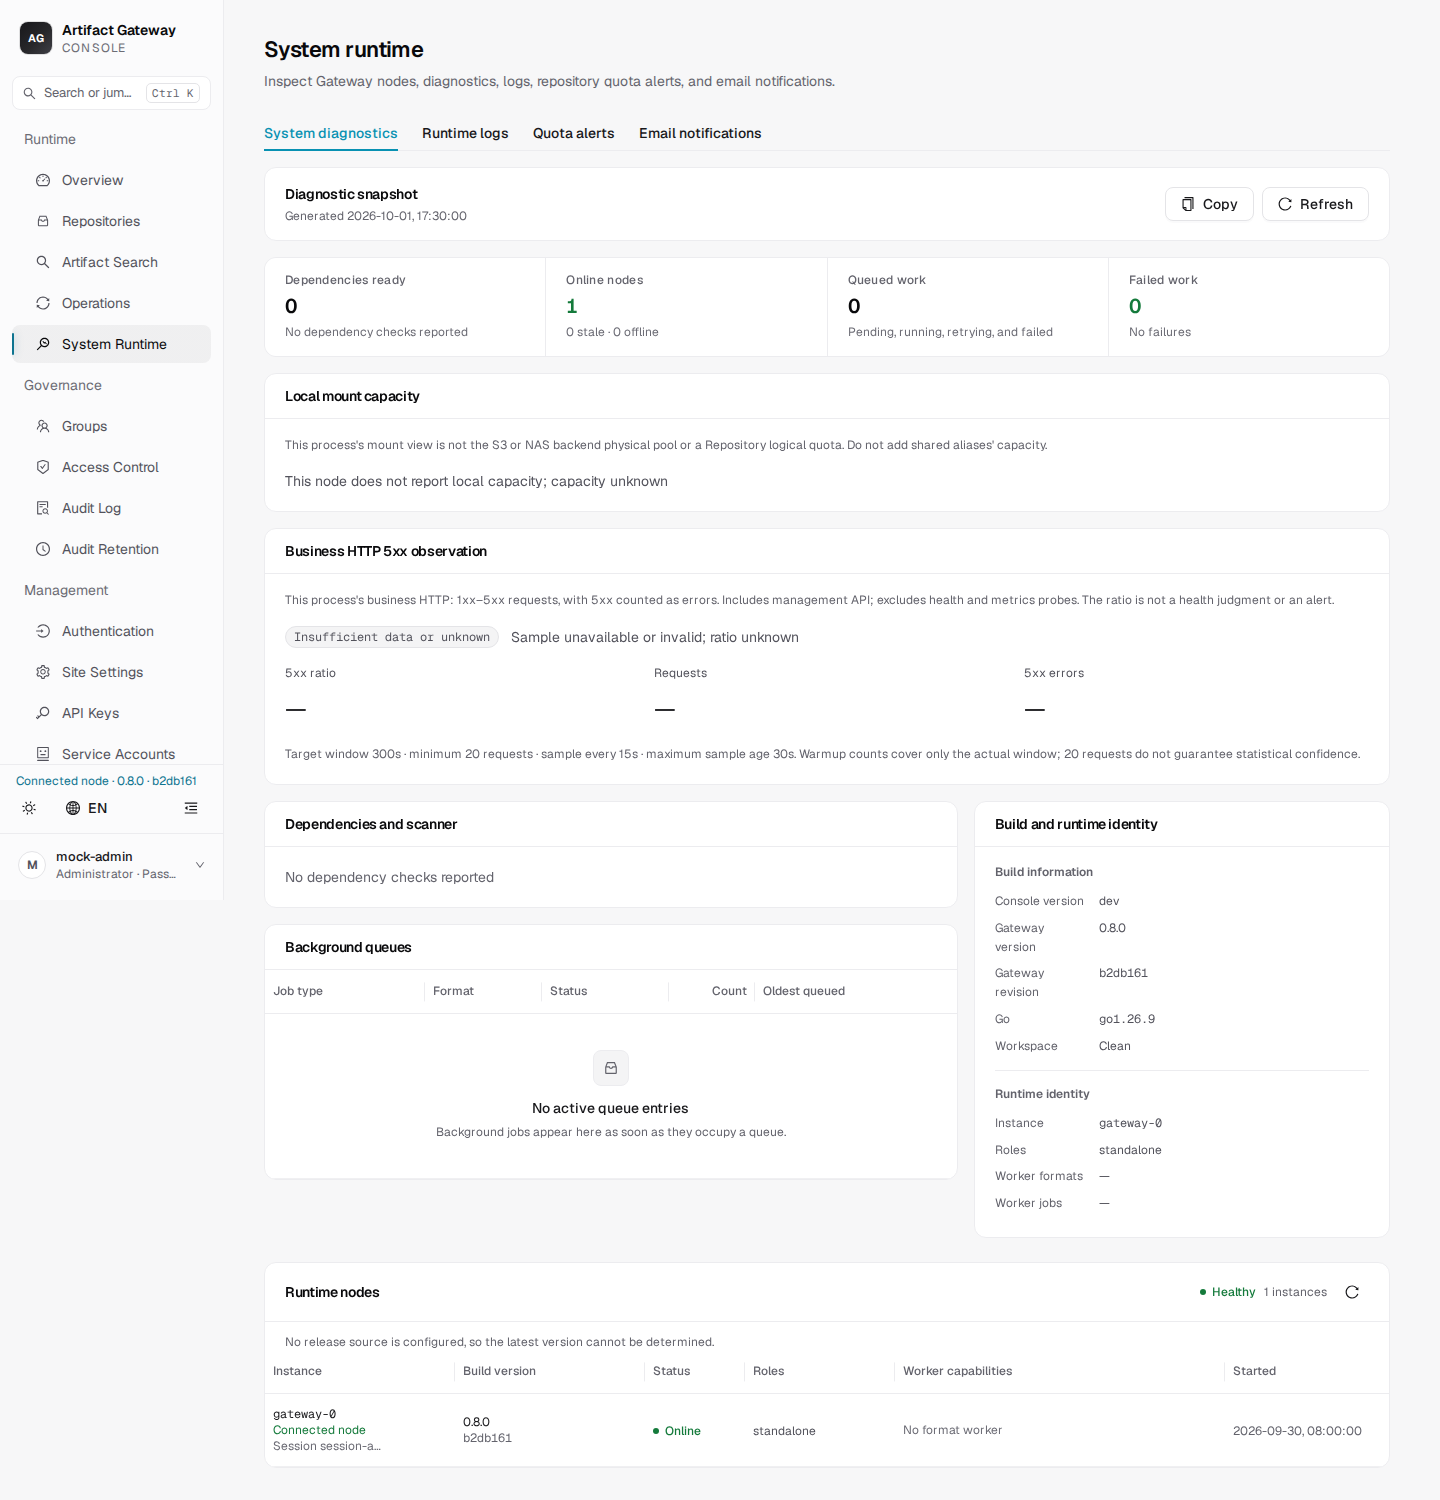 AG
Artifact Gateway
CONSOLE
Search or jum... Ctrl K
Runtime
Overview
Repositories
Artifact Search
Operations
System Runtime
Governance
Groups
Access Control
Audit Log
Audit Retention
Management
Authentication
Site Settings
API Keys
Service Accounts
Connected node · 0.8.0 · b2db161
EN
M
mock-admin
Administrator · Pass...
System runtime
Inspect Gateway nodes, diagnostics, logs, repository quota alerts, and email notifications.
System diagnostics Runtime logs Quota alerts Email notifications
Diagnostic snapshot
Generated 2026-10-01, 17:30:00
Copy Refresh
Dependencies ready
0
No dependency checks reported
Online nodes
1
0 stale · 0 offline
Queued work
0
Pending, running, retrying, and failed
Failed work
0
No failures
Local mount capacity
This process's mount view is not the S3 or NAS backend physical pool or a Repository logical quota. Do not add shared aliases' capacity.
This node does not report local capacity; capacity unknown
Business HTTP 5xx observation
This process's business HTTP: 1xx–5xx requests, with 5xx counted as errors. Includes management API; excludes health and metrics probes. The ratio is not a health judgment or an alert.
Insufficient data or unknown Sample unavailable or invalid; ratio unknown
5xx ratio Requests 5xx errors
— — —
Target window 300s · minimum 20 requests · sample every 15s · maximum sample age 30s. Warmup counts cover only the actual window; 20 requests do not guarantee statistical confidence.
Dependencies and scanner
No dependency checks reported
Background queues
Job type Format Status Count Oldest queued
No active queue entries
Background jobs appear here as soon as they occupy a queue.
Build and runtime identity
Build information
Console version dev
Gateway version 0.8.0
Gateway revision b2db161
Go go1.26.9
Workspace Clean
Runtime identity
Instance gateway-0
Roles standalone
Worker formats —
Worker jobs —
Runtime nodes
Healthy 1 instances
No release source is configured, so the latest version cannot be determined.
Instance Build version Status Roles Worker capabilities Started
gateway-0
Connected node
Session session-a...
0.8.0
b2db161
Online
standalone
No format worker
2026-09-30, 08:00:00